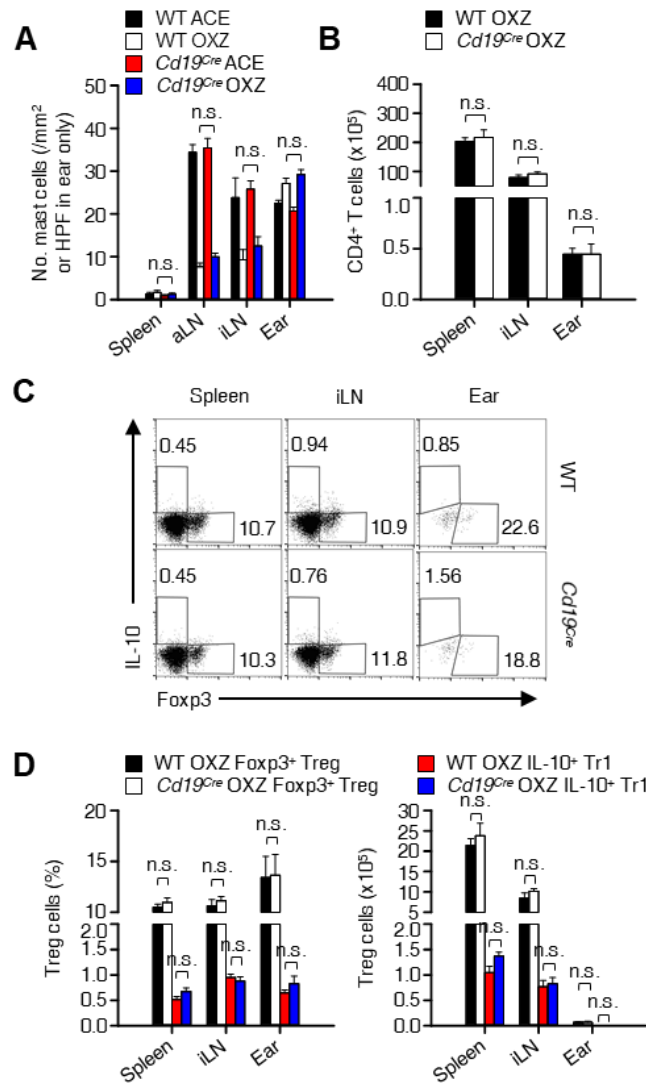 A
WT ACE
WT OXZ
Cd19Cre ACE
Cd19Cre OXZ
No. mast cells (/mm2
or HPF in ear only)
50
40
30
20
10
0
n.s.
n.s.
n.s.
n.s.
Spleen
aLN
iLN
Ear
B
WT OXZ
Cd19Cre OXZ
CD4+ T cells (x105)
400
300
200
100
1.0
0.5
0.0
n.s.
n.s.
n.s.
Spleen
iLN
Ear
C
Spleen iLN Ear
0.45 0.94 0.85
10.7 10.9 22.6
WT
0.45 0.76 1.56
10.3 11.8 18.8
Cd19Cre
IL-10
Foxp3
D
WT OXZ Foxp3+ Treg
Cd19Cre OXZ Foxp3+ Treg
WT OXZ IL-10+ Tr1
Cd19Cre OXZ IL-10+ Tr1
Treg cells (%)
20
15
10
2.0
1.5
1.0
0.5
0.0
n.s.
n.s.
n.s.
n.s.
n.s.
n.s.
Spleen
iLN
Ear
Treg cells (x105)
30
25
20
15
10
5
2.0
1.5
1.0
0.5
0.0
n.s.
n.s.
n.s.
n.s.
n.s.
n.s.
Spleen
iLN
Ear